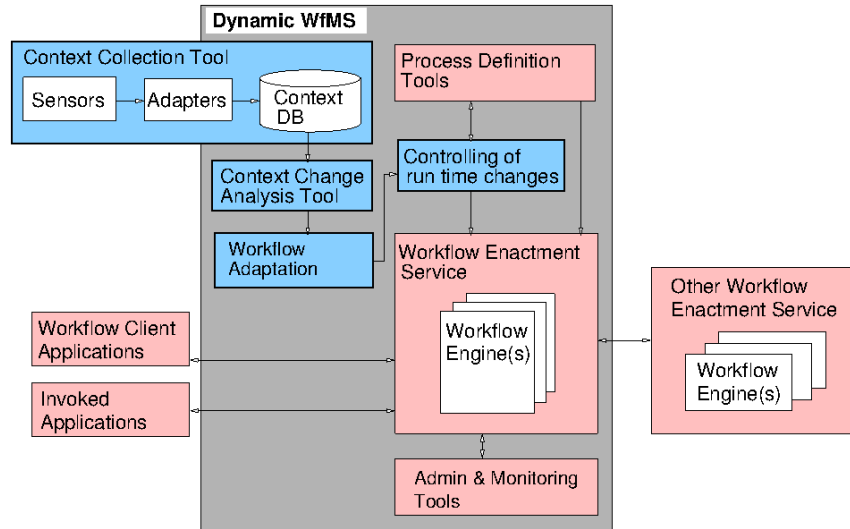 Dynamic WfMS
Context Collection Tool
Sensors
Adapters
Context
DB
Process Definition
Tools
Context Change
Analysis Tool
Controlling of
run time changes
Workflow
Adaptation
Workflow Enactment
Service
Workflow
Engine(s)
Other Workflow
Enactment Service
Workflow
Engine(s)
Workflow Client
Applications
Invoked
Applications
Admin & Monitoring
Tools